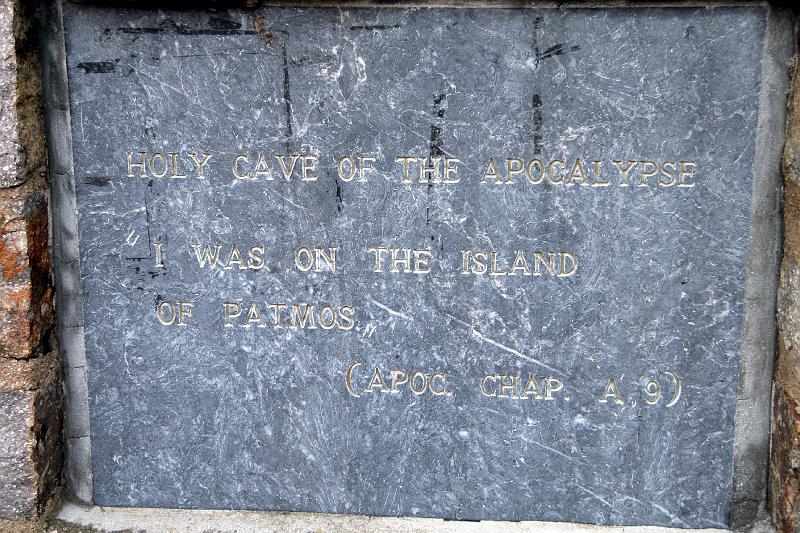 HOLY CAVE OF THE APOCALYPSE
" I WAS ON THE ISLAND
OF PATMOS "
(APOC. CHAP. A, 9)